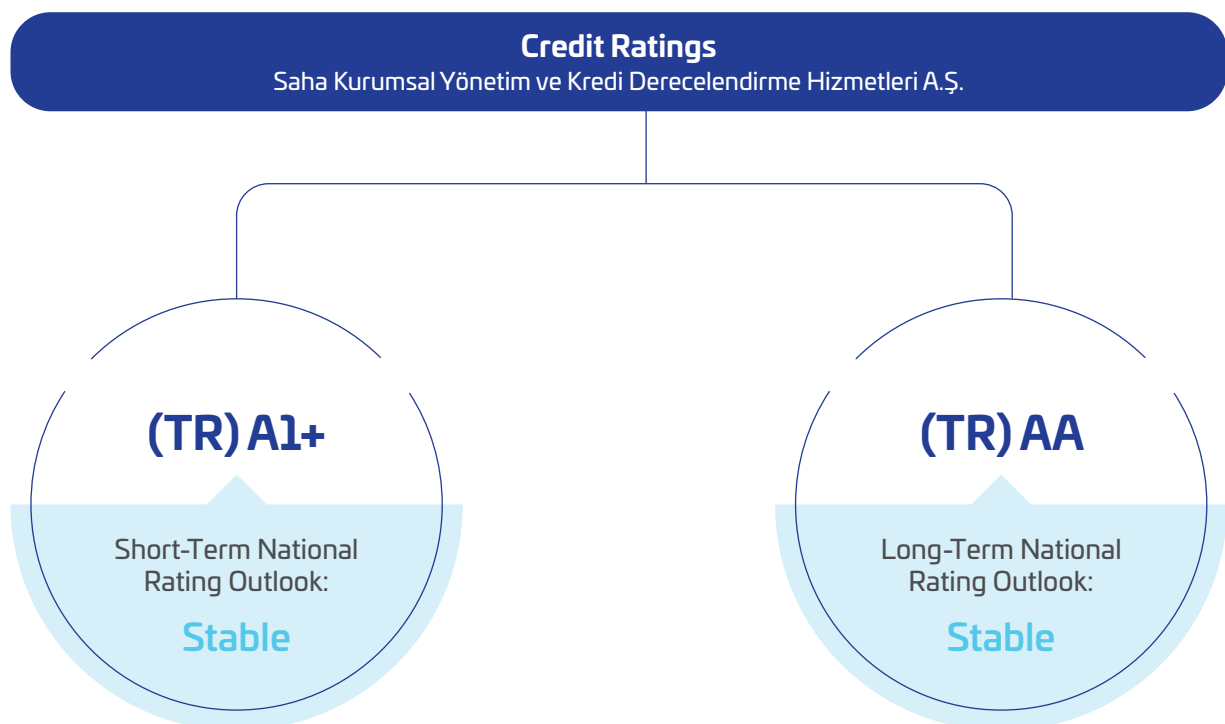 Credit Ratings
Saha Kurumsal Yönetim ve Kredi Derecelendirme Hizmetleri A.Ş.
(TR) A1+
Short-Term National
Rating Outlook:
Stable
(TR) AA
Long-Term National
Rating Outlook:
Stable